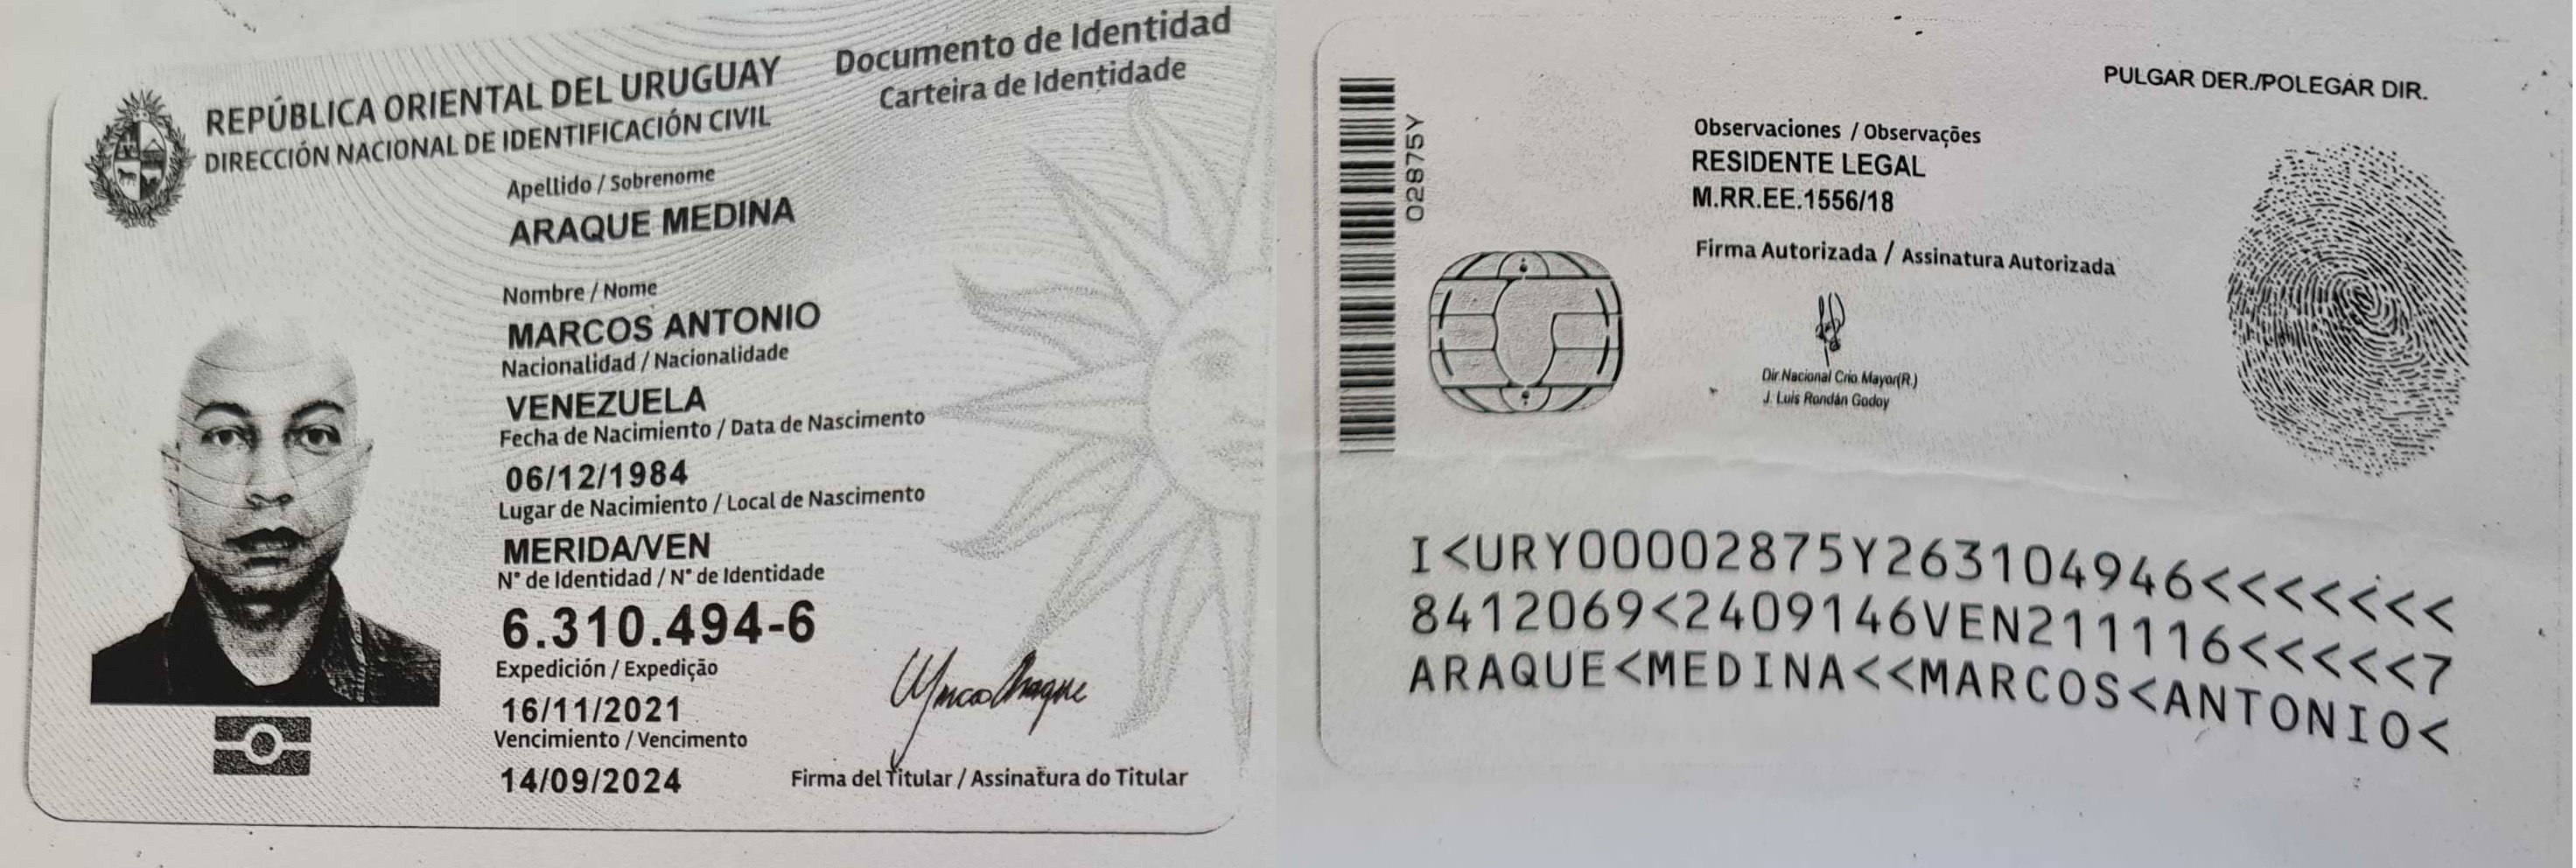 REPÚBLICA ORIENTAL DEL URUGUAY
DIRECCIÓN NACIONAL DE IDENTIFICACIÓN CIVIL
Documento de Identidad
Carteira de Identidade
Apellido / Sobrenome
ARAQUE MEDINA
Nombre / Nome
MARCOS ANTONIO
Nacionalidad / Nacionalidade
VENEZUELA
Fecha de Nacimiento / Data de Nascimento
06/12/1984
Lugar de Nacimiento / Local de Nascimento
MERIDA/VEN
N° de Identidad / N° de Identidade
6.310.494-6
Expedición / Expedição
16/11/2021
Vencimiento / Vencimento
14/09/2024
Firma del Titular / Assinatura do Titular
02875Y
PULGAR DER./POLEGAR DIR.
Observaciones / Observações
RESIDENTE LEGAL
M.RR.EE.1556/18
Firma Autorizada / Assinatura Autorizada
Dir.Nacional Crio.Mayor(R.)
J. Luis Rondán Godoy
I<URY00002875Y263104946<<<<<<<
8412069<2409146VEN211116<<<<<7
ARAQUE<MEDINA<<MARCOS<ANTONIO<